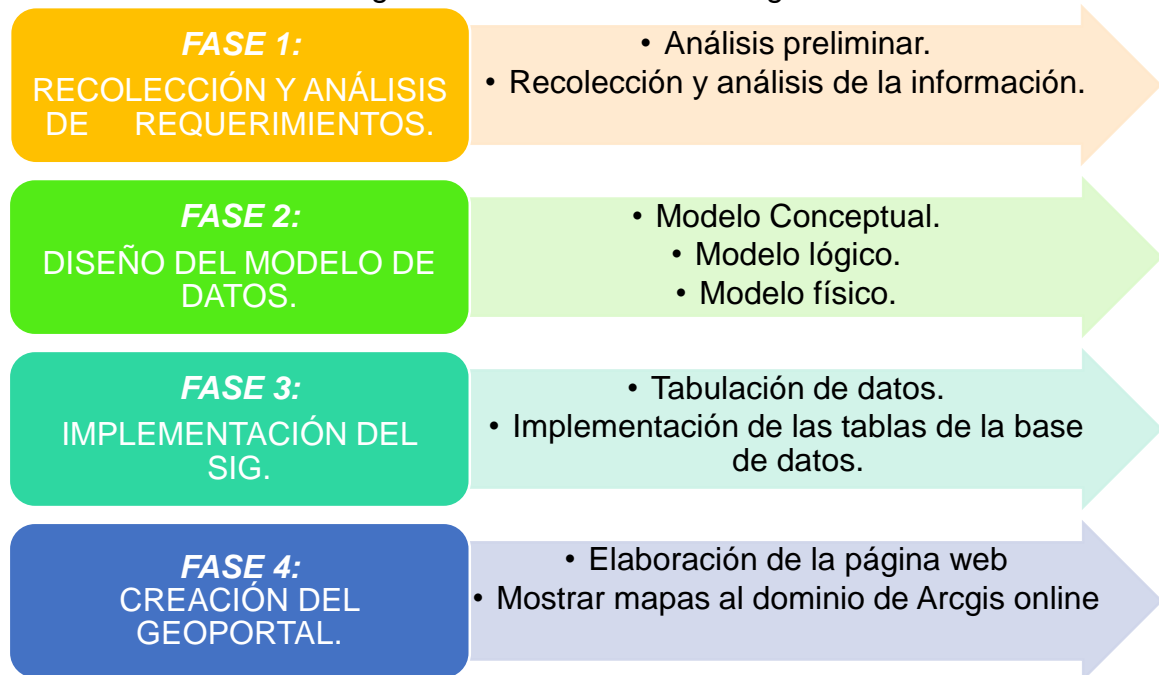 FASE 1:
RECOLECCIÓN Y ANÁLISIS
DE REQUERIMIENTOS.
• Análisis preliminar.
• Recolección y análisis de la información.
FASE 2:
DISEÑO DEL MODELO DE
DATOS.
• Modelo Conceptual.
• Modelo lógico.
• Modelo físico.
FASE 3:
IMPLEMENTACIÓN DEL
SIG.
• Tabulación de datos.
• Implementación de las tablas de la base
de datos.
FASE 4:
CREACIÓN DEL
GEOPORTAL.
• Elaboración de la página web
• Mostrar mapas al dominio de Arcgis online